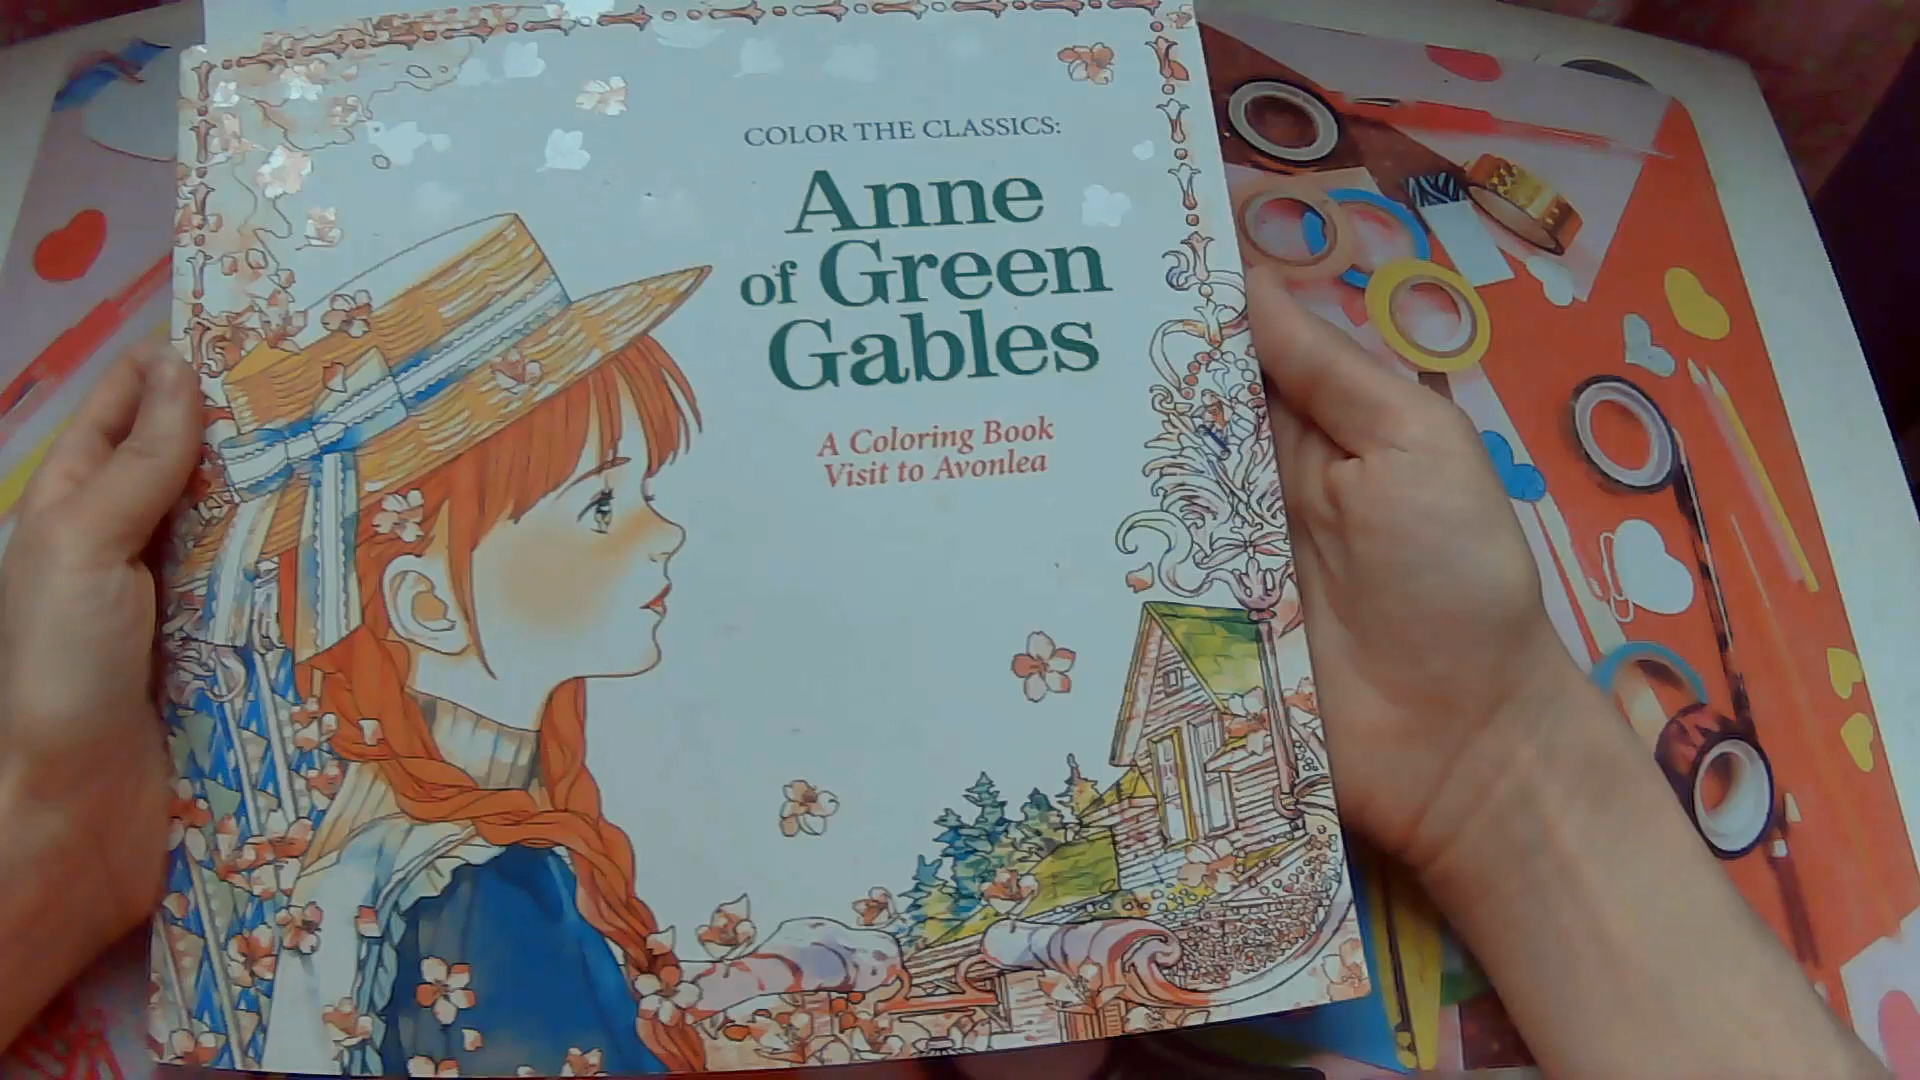 COLOR THE CLASSICS:
Anne
of Green
Gables
A Coloring Book
Visit to Avonlea